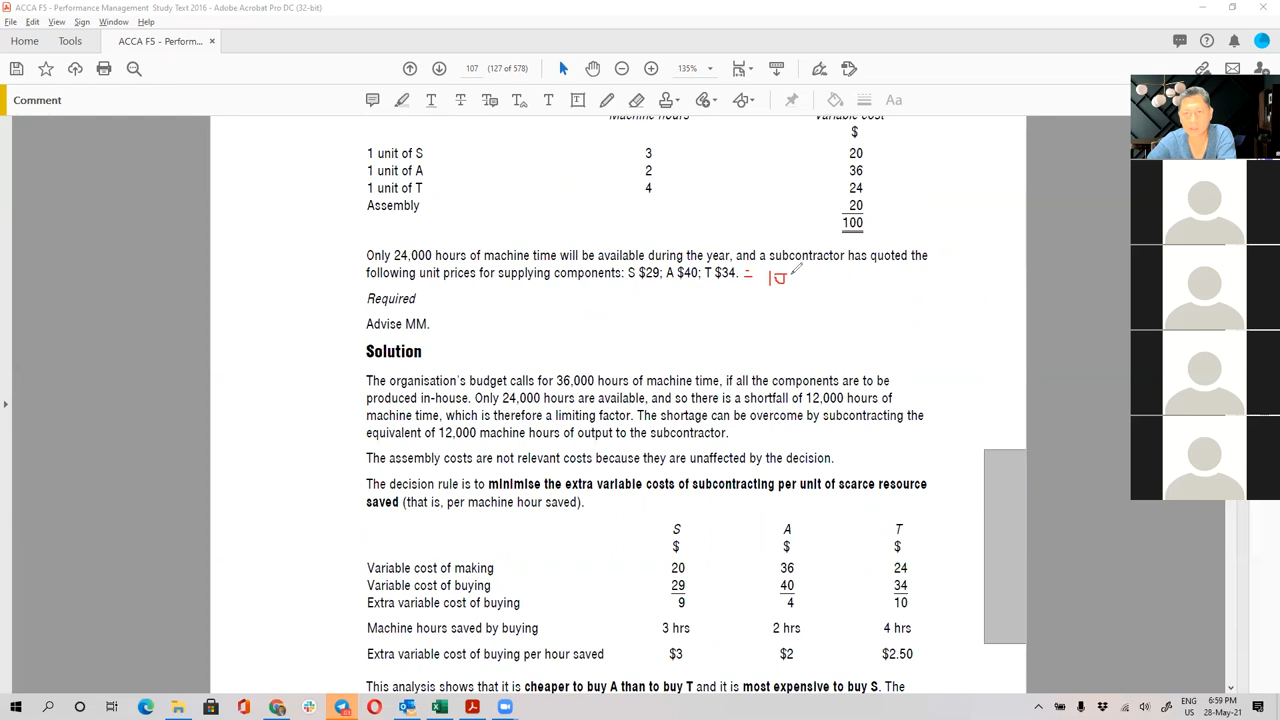 ACCA F5 - Performance Management Study Text 2016 - Adobe Acrobat Pro DC (32-bit)
File Edit View Sign Window Help
Home Tools ACCA F5 - Perform... ×
107 (127 of 578) 135%
Comment
Machine hours Variable cost
$
1 unit of S 3 20
1 unit of A 2 36
1 unit of T 4 24
Assembly 20
100
Only 24,000 hours of machine time will be available during the year, and a subcontractor has quoted the
following unit prices for supplying components: S $29; A $40; T $34.
Required
Advise MM.
Solution
The organisation's budget calls for 36,000 hours of machine time, if all the components are to be
produced in-house. Only 24,000 hours are available, and so there is a shortfall of 12,000 hours of
machine time, which is therefore a limiting factor. The shortage can be overcome by subcontracting the
equivalent of 12,000 machine hours of output to the subcontractor.
The assembly costs are not relevant costs because they are unaffected by the decision.
The decision rule is to minimise the extra variable costs of subcontracting per unit of scarce resource
saved (that is, per machine hour saved).
S A T
$ $ $
Variable cost of making 20 36 24
Variable cost of buying 29 40 34
Extra variable cost of buying 9 4 10
Machine hours saved by buying 3 hrs 2 hrs 4 hrs
Extra variable cost of buying per hour saved $3 $2 $2.50
This analysis shows that it is cheaper to buy A than to buy T and it is most expensive to buy S. The
ENG
US
6:59 PM
28-May-21